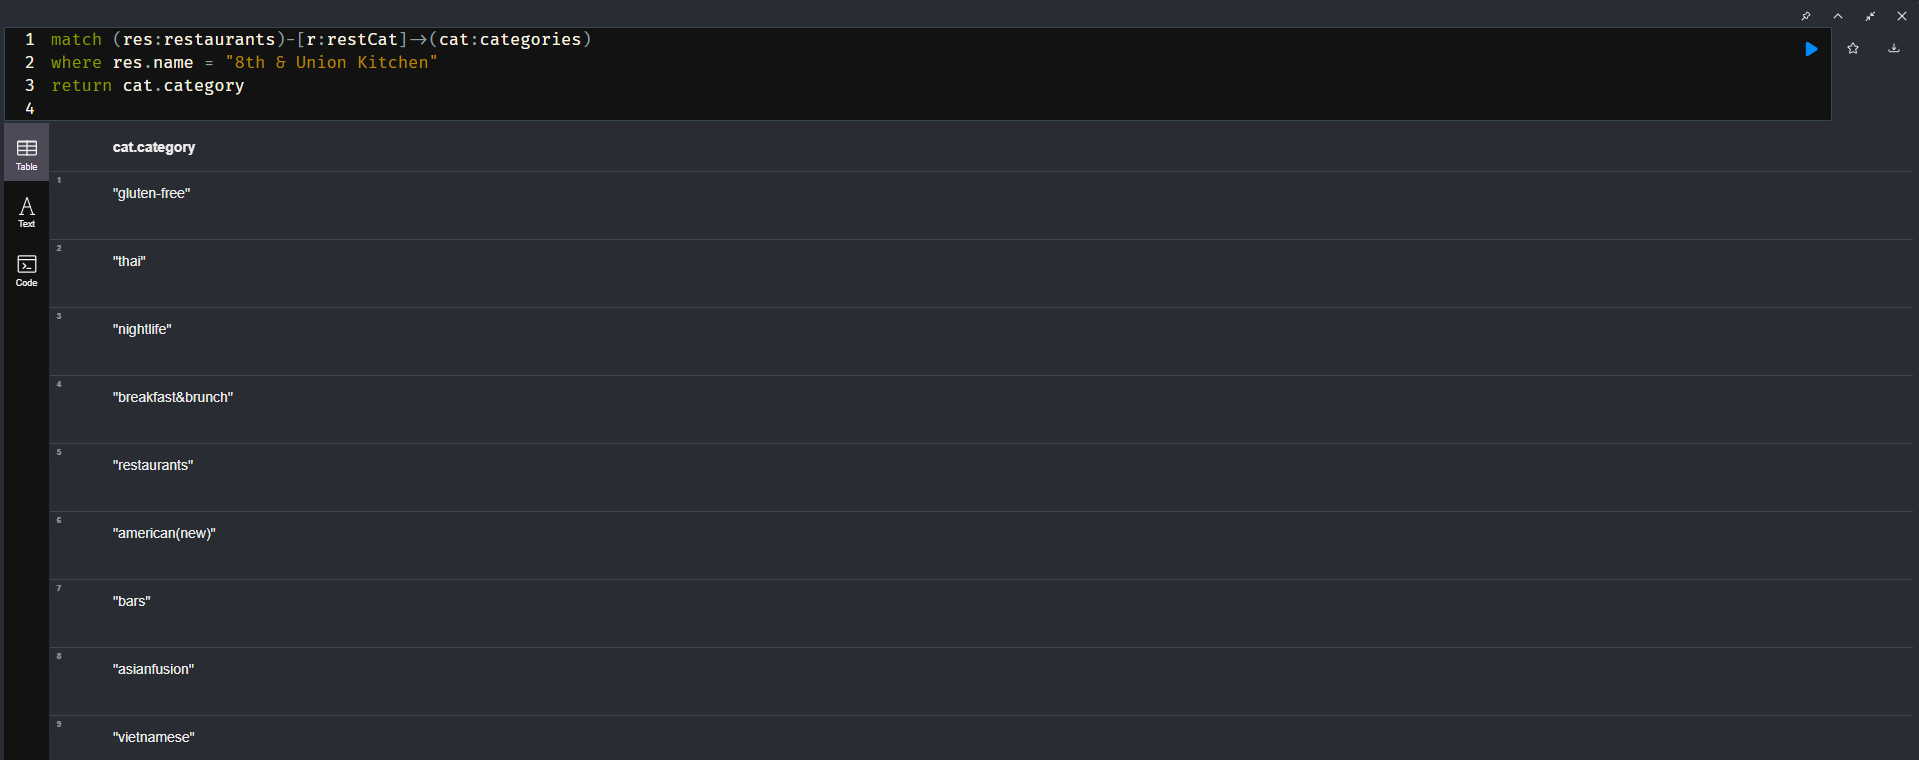 1 match (res:restaurants)-[r:restCat]->(cat:categories)
2 where res.name = "8th & Union Kitchen"
3 return cat.category
4
Table
Text
Code
cat.category
1
"gluten-free"
2
"thai"
3
"nightlife"
4
"breakfast&brunch"
5
"restaurants"
6
"american(new)"
7
"bars"
8
"asianfusion"
9
"vietnamese"